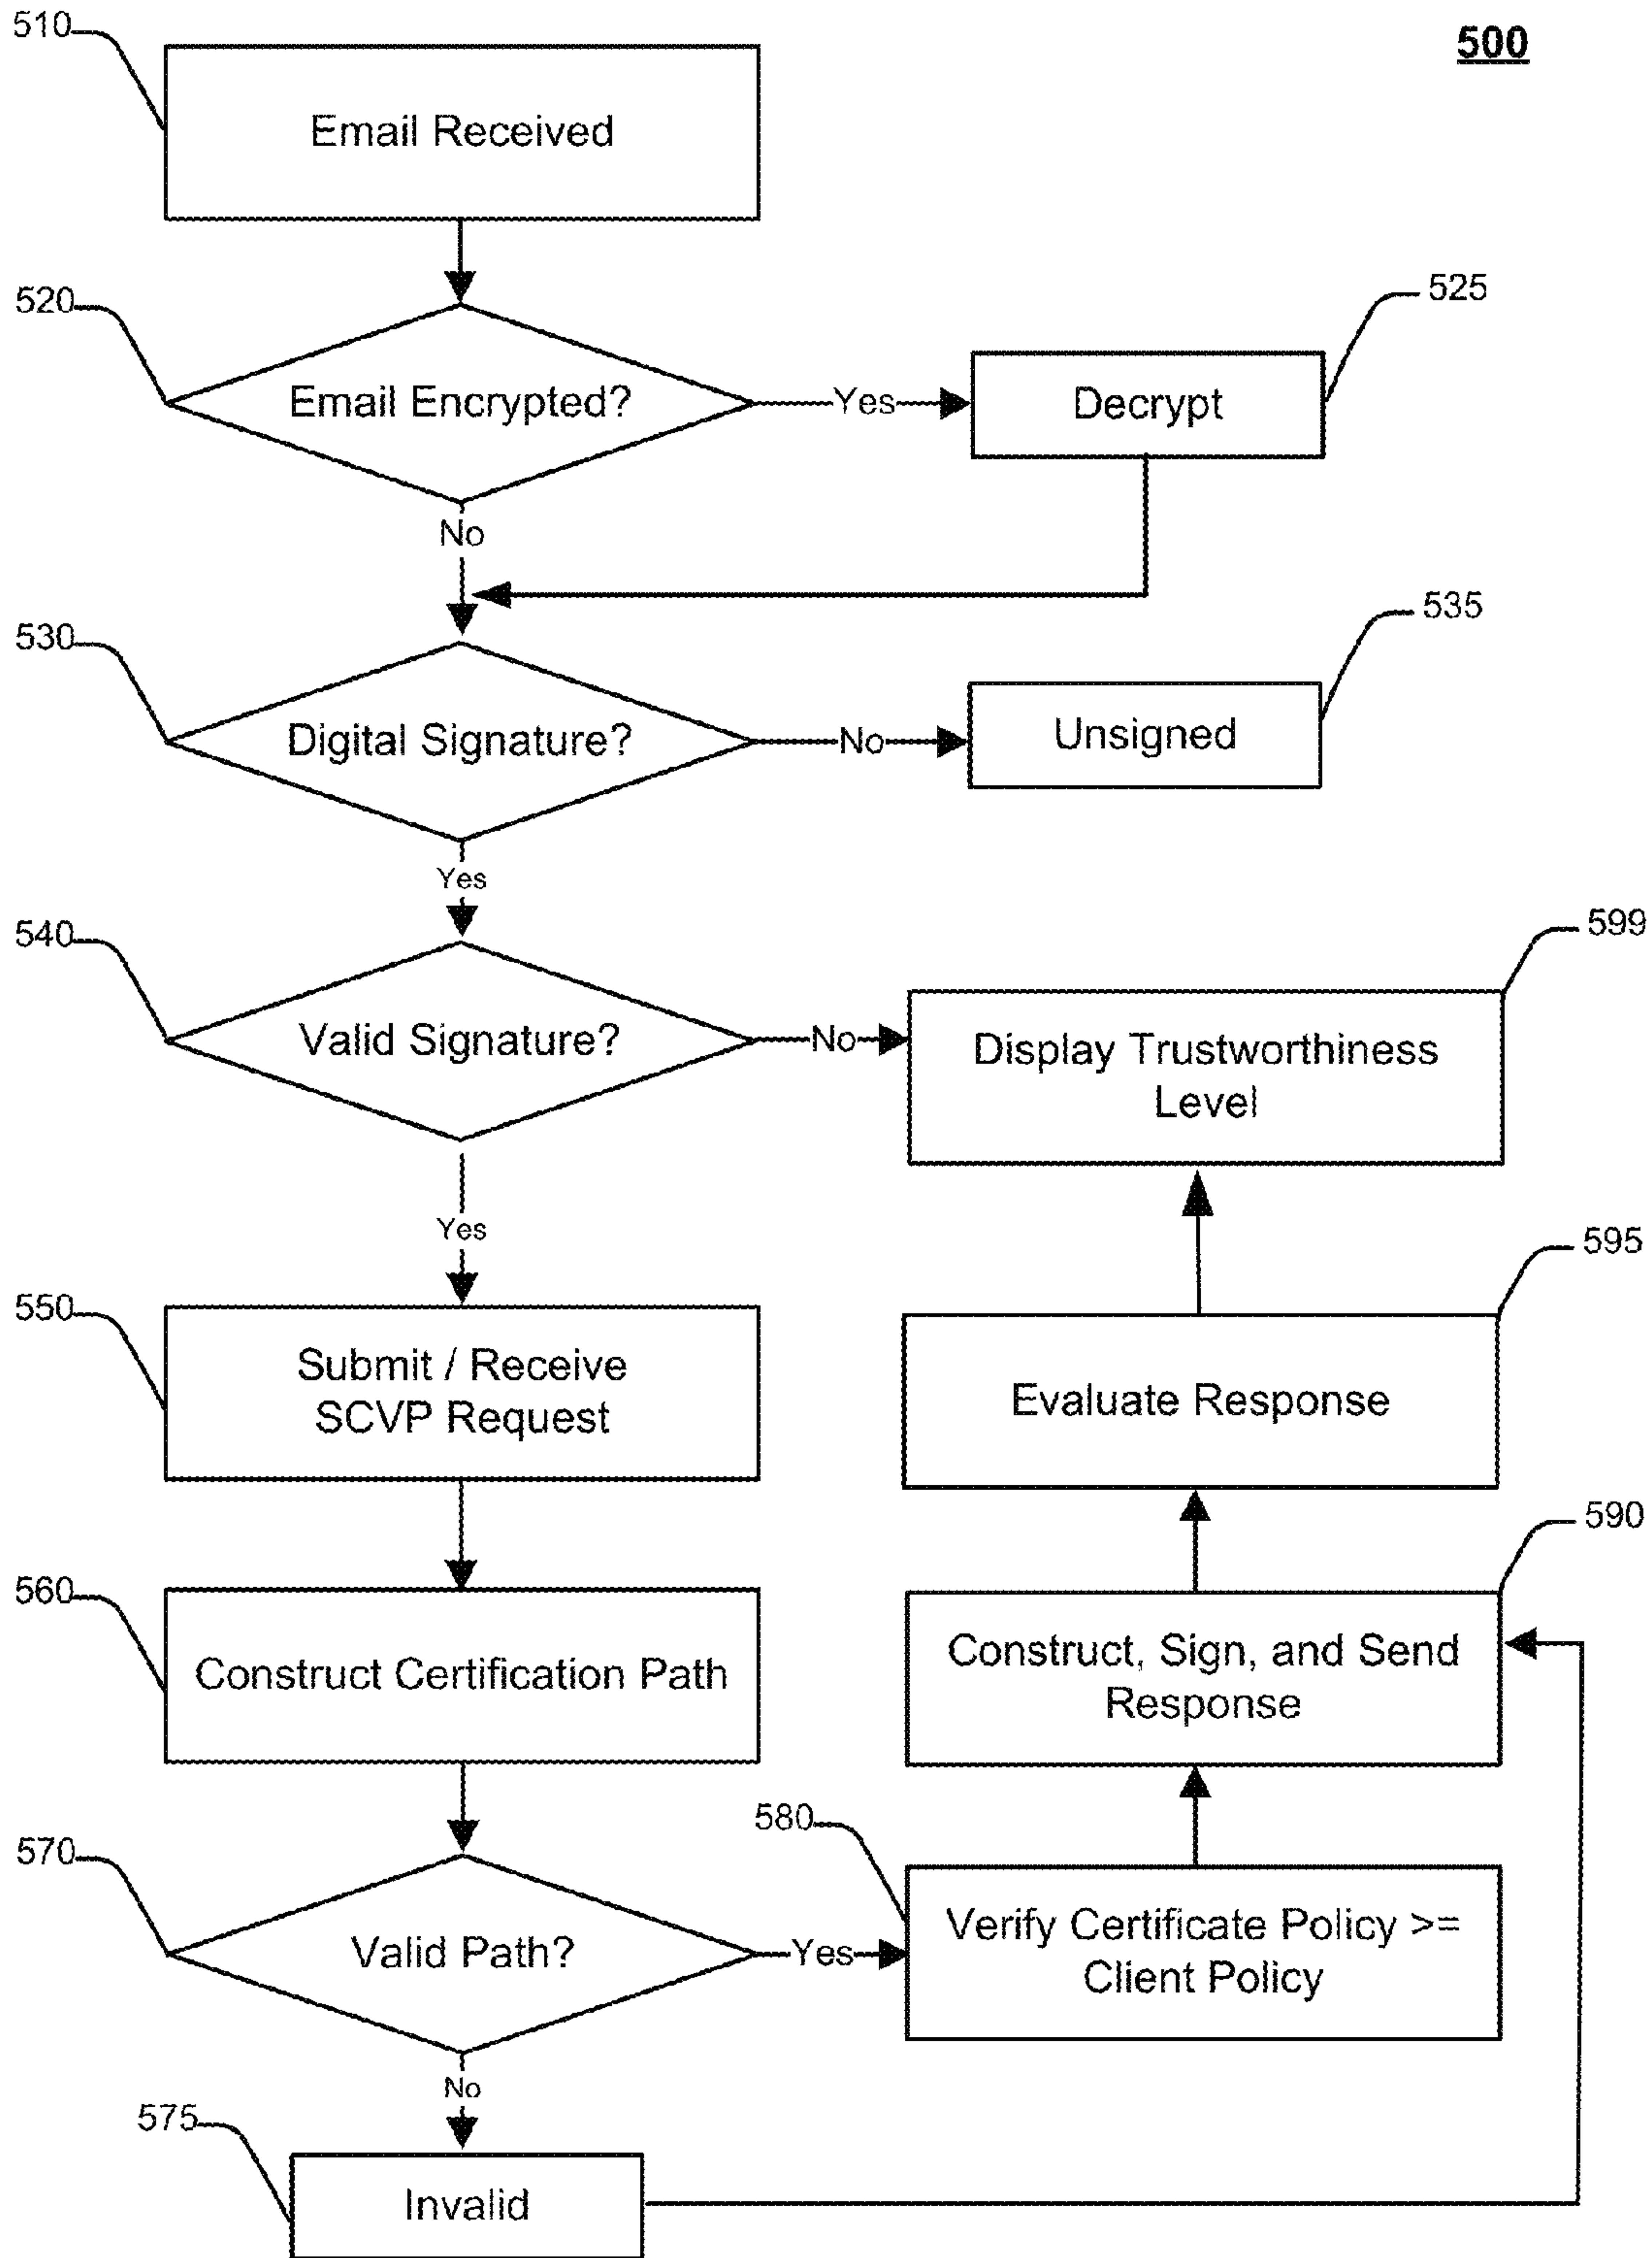 510
500
Email Received
520
525
Email Encrypted?
Yes
Decrypt
No
530
535
Digital Signature?
No
Unsigned
Yes
540
599
Valid Signature?
No
Display Trustworthiness
Level
Yes
595
550
Submit / Receive
SCVP Request
Evaluate Response
590
560
Construct Certification Path
Construct, Sign, and Send
Response
580
570
Valid Path?
Yes
Verify Certificate Policy >=
Client Policy
No
575
Invalid